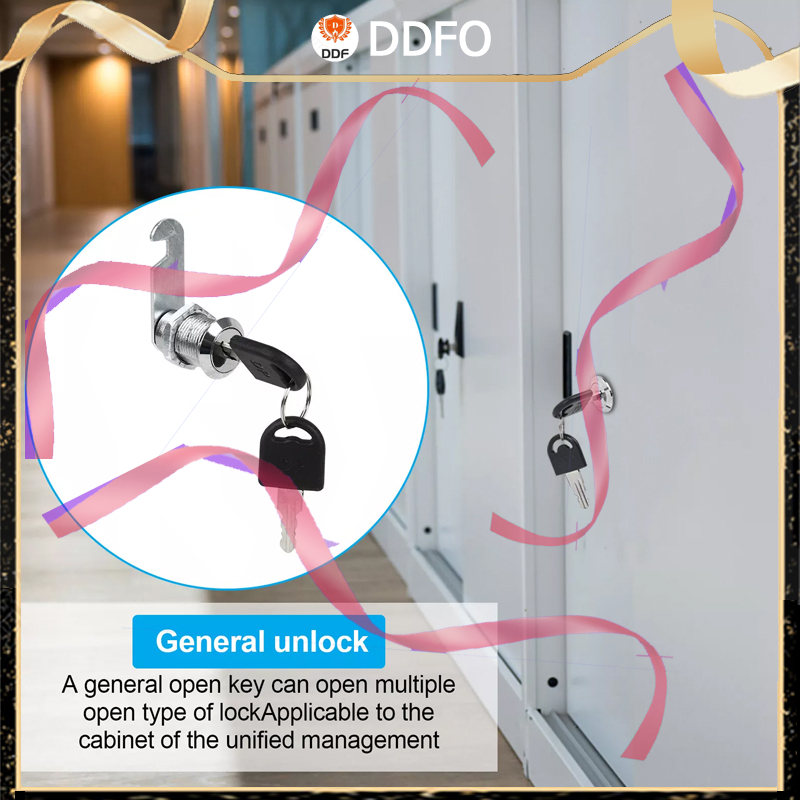 DDF
DDFO
General unlock
A general open key can open multiple
open type of lockApplicable to the
cabinet of the unified management